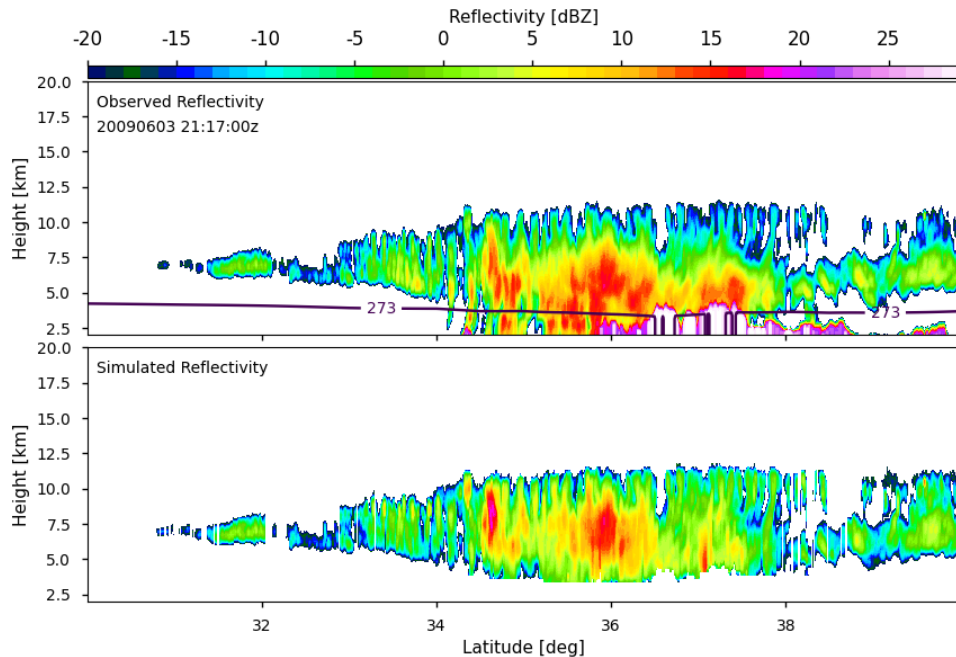 Reflectivity [dBZ]
-20 -15 -10 -5 0 5 10 15 20 25
20.0
Observed Reflectivity
20090603 21:17:00z
17.5
15.0
12.5
10.0
7.5
5.0
2.5
Height [km]
273
273
20.0
Simulated Reflectivity
17.5
15.0
12.5
10.0
7.5
5.0
2.5
Height [km]
32 34 36 38
Latitude [deg]